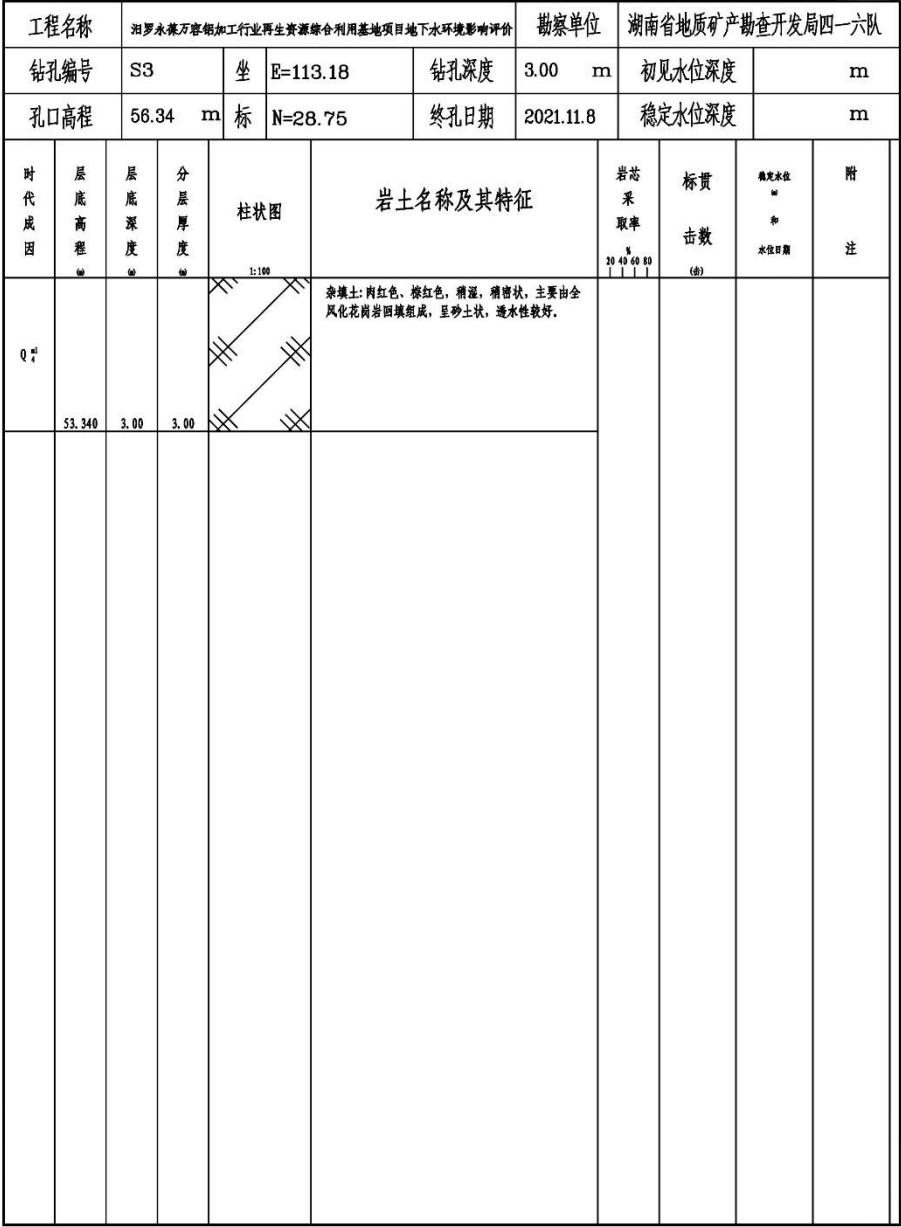 工程名称 汨罗永葆万容铝加工行业再生资源综合利用基地项目地下水环境影响评价 勘察单位 湖南省地质矿产勘查开发局四一六队
钻孔编号 S3 坐 E=113.18 钻孔深度 3.00 m 初见水位深度 m
孔口高程 56.34 m 标 N=28.75 终孔日期 2021.11.8 稳定水位深度 m
时代成因
层底高程 (m)
层底深度 (m)
分层厚度 (m)
柱状图
1:100
岩土名称及其特征
岩芯
采
取率
%
20 40 60 80
标贯
击数
(击)
稳定水位
(m)
和
水位日期
附注
杂填土:肉红色、棕红色,稍湿,稍密状,主要由全
风化花岗岩回填组成,呈砂土状,透水性较好.
Q ml 4
53.340 3.00 3.00